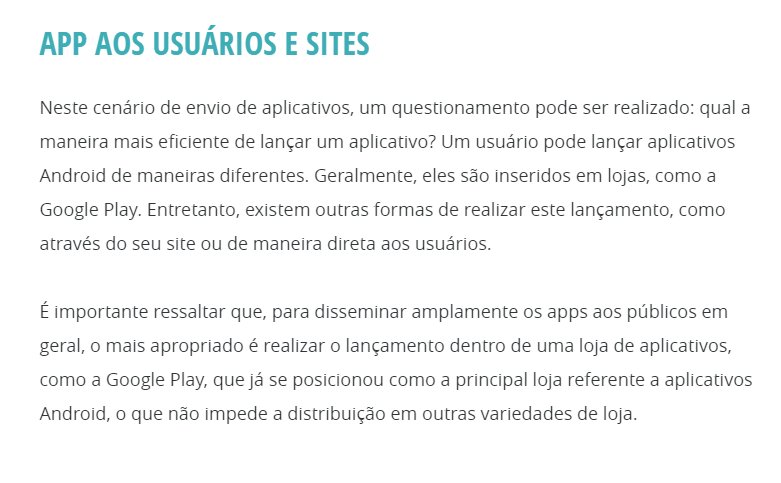 APP AOS USUÁRIOS E SITES
Neste cenário de envio de aplicativos, um questionamento pode ser realizado: qual a
maneira mais eficiente de lançar um aplicativo? Um usuário pode lançar aplicativos
Android de maneiras diferentes. Geralmente, eles são inseridos em lojas, como a
Google Play. Entretanto, existem outras formas de realizar este lançamento, como
através do seu site ou de maneira direta aos usuários.
É importante ressaltar que, para disseminar amplamente os apps aos públicos em
geral, o mais apropriado é realizar o lançamento dentro de uma loja de aplicativos,
como a Google Play, que já se posicionou como a principal loja referente a aplicativos
Android, o que não impede a distribuição em outras variedades de loja.